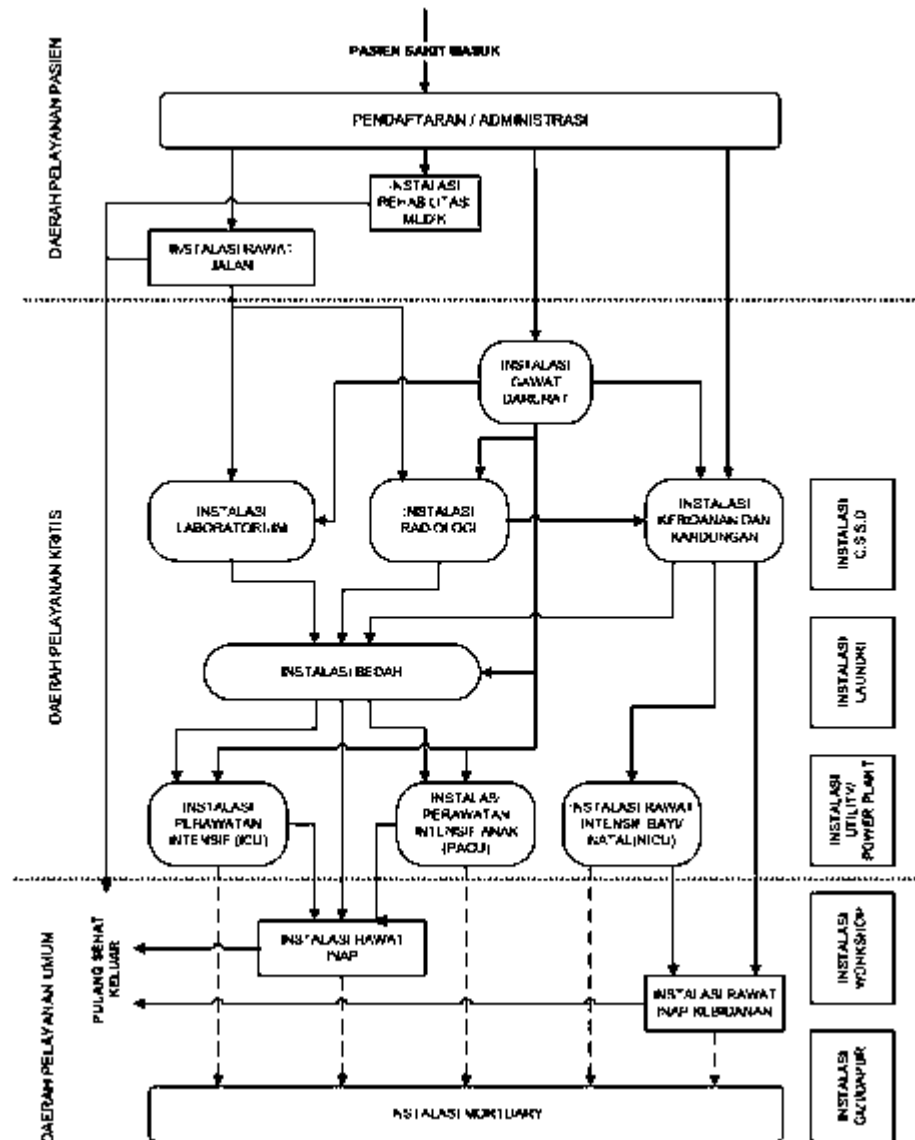 PASIEN SAKIT MASUK
PENDAFTARAN / ADMINISTRASI
INSTALASI
REHABILITASI
MEDIK
INSTALASI RAWAT
JALAN
INSTALASI
GAWAT
DARURAT
INSTALASI
LABORATORIUM
INSTALASI
RADIOLOGI
INSTALASI
KEBIDANAN DAN
KANDUNGAN
INSTALASI BEDAH
INSTALASI
PERAWATAN
INTENSIF (ICU)
INSTALASI
PERAWATAN
INTENSIF ANAK
(PACU)
INSTALASI RAWAT
INTENSIF BAYI/
NATAL(NICU)
INSTALASI RAWAT
INAP
INSTALASI RAWAT
INAP KEBIDANAN
INSTALASI MORTUARY
PULANG SEHAT
KELUAR
DAERAH PELAYANAN PASIEN
DAERAH PELAYANAN KRITIS
DAERAH PELAYANAN UMUM
INSTALASI
C.S.S.D
INSTALASI
LAUNDRI
INSTALASI
UTILITY/
POWER PLANT
INSTALASI
WORKSHOP
INSTALASI
GIZI/DAPUR